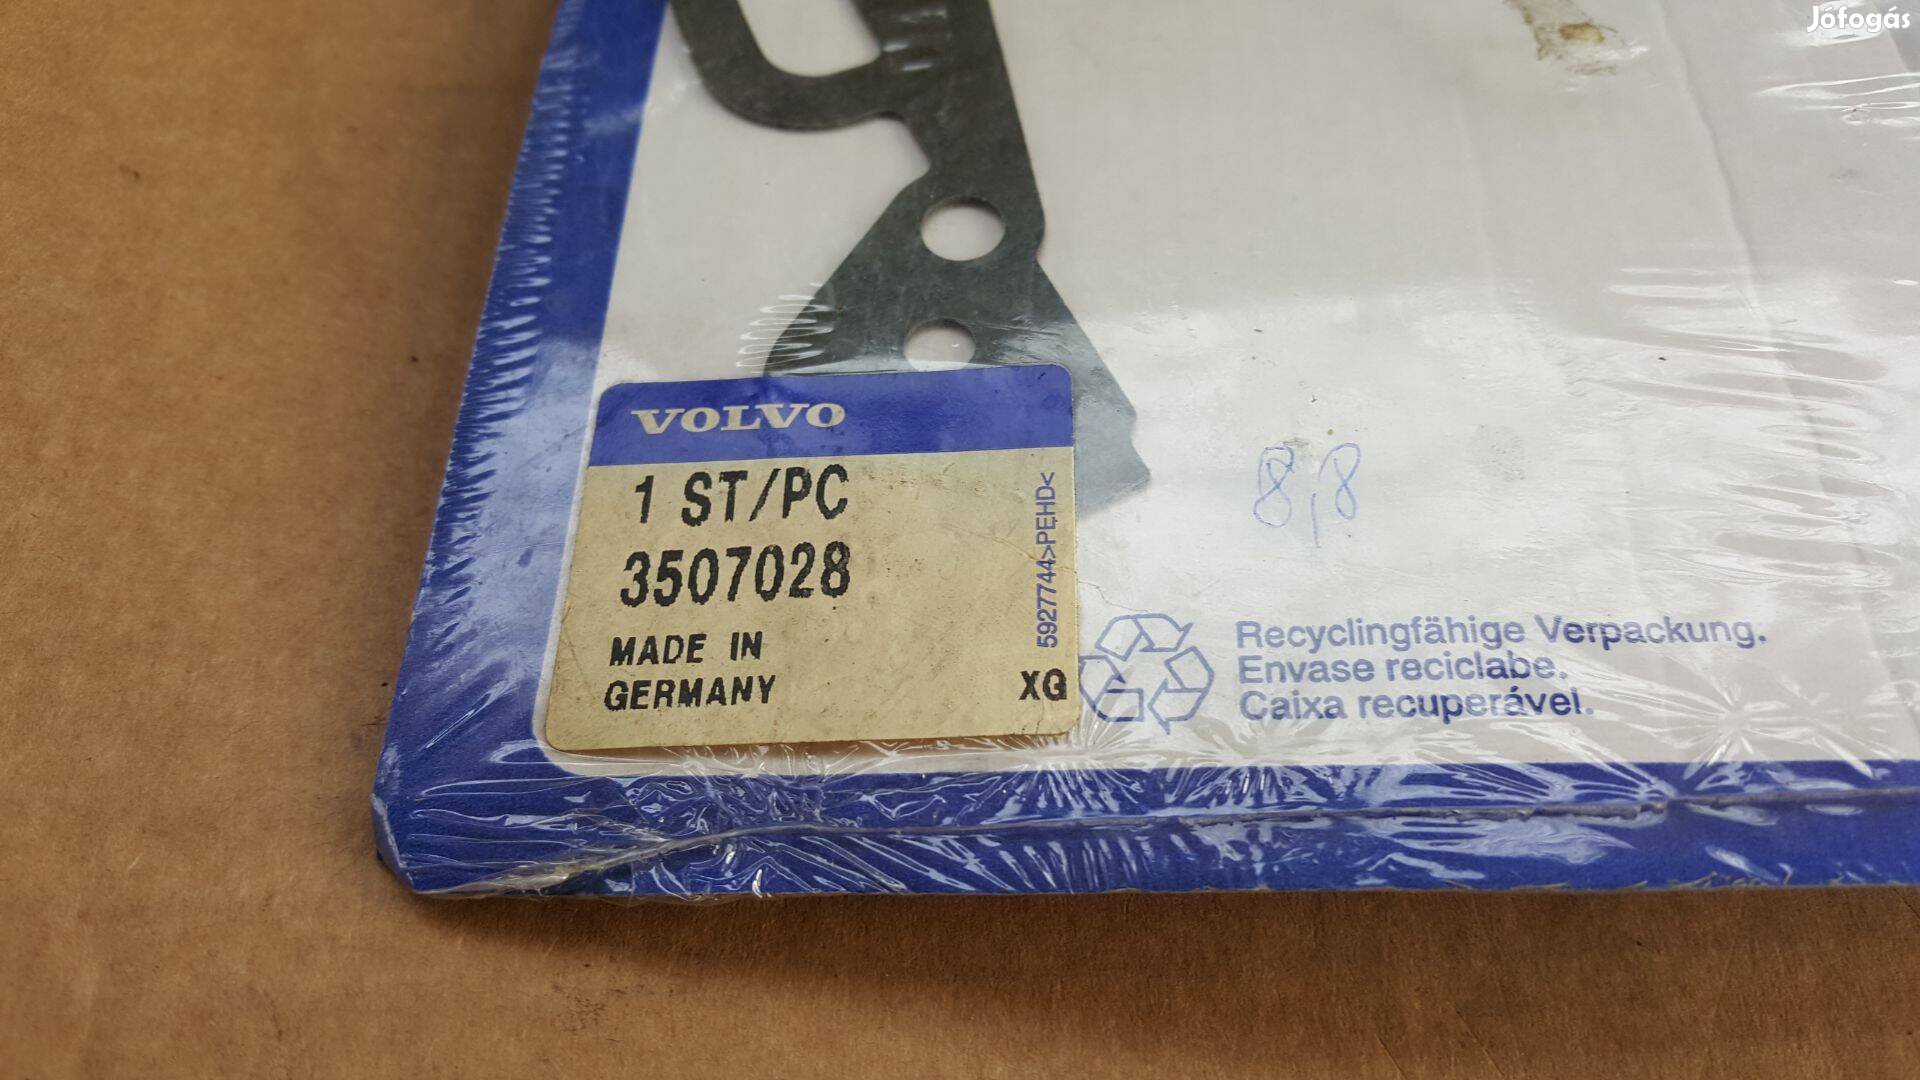 Jófogás
VOLVO
1 ST/PC
3507028
MADE IN
GERMANY
XG
5927744>PEHD<
8,8
Recyclingfähige Verpackung.
Envase reciclabe.
Caixa recuperável.